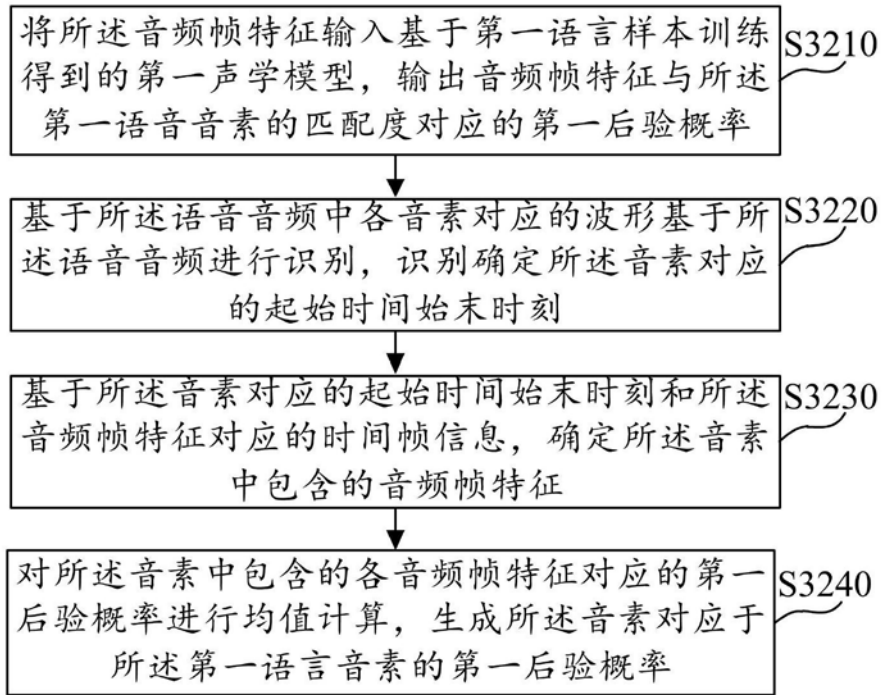 将所述音频帧特征输入基于第一语言样本训练
得到的第一声学模型，输出音频帧特征与所述
第一语音音素的匹配度对应的第一后验概率
S3210
基于所述语音音频中各音素对应的波形基于所
述语音音频进行识别，识别确定所述音素对应
的起始时间始末时刻
S3220
基于所述音素对应的起始时间始末时刻和所述
音频帧特征对应的时间帧信息，确定所述音素
中包含的音频帧特征
S3230
对所述音素中包含的各音频帧特征对应的第一
后验概率进行均值计算，生成所述音素对应于
所述第一语言音素的第一后验概率
S3240